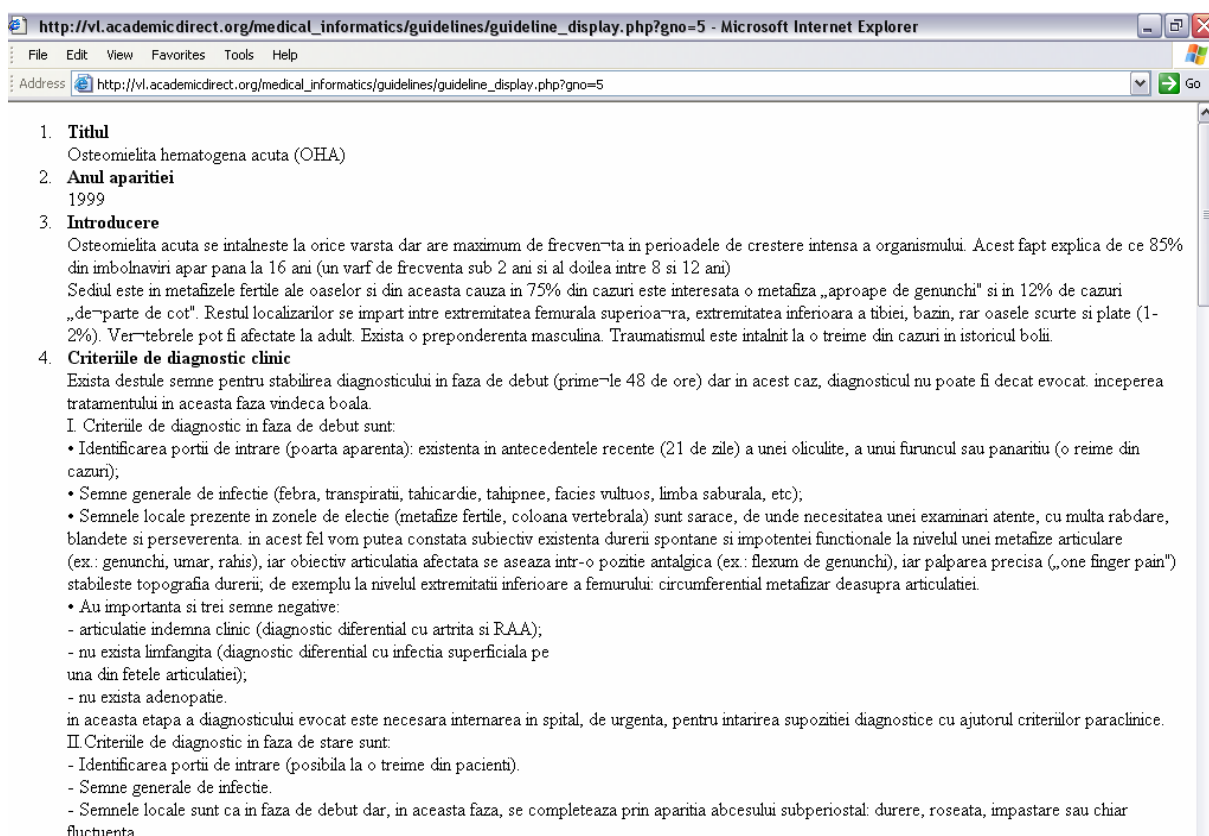 http://vl.academicdirect.org/medical_informatics/guidelines/guideline_display.php?gno=5 - Microsoft Internet Explorer
File Edit View Favorites Tools Help
Address http://vl.academicdirect.org/medical_informatics/guidelines/guideline_display.php?gno=5 Go
1. Titlul
Osteomielita hematogena acuta (OHA)
2. Anul aparitiei
1999
3. Introducere
Osteomielita acuta se intalneste la orice varsta dar are maximum de frecven¬ta in perioadele de crestere intensa a organismului. Acest fapt explica de ce 85%
din imbolnaviri apar pana la 16 ani (un varf de frecventa sub 2 ani si al doilea intre 8 si 12 ani)
Sediul este in metafizele fertile ale oaselor si din aceasta cauza in 75% din cazuri este interesata o metafiza „aproape de genunchi" si in 12% de cazuri
„de¬parte de cot". Restul localizarilor se impart intre extremitatea femurala superioa¬ra, extremitatea inferioara a tibiei, bazin, rar oasele scurte si plate (1-
2%). Ver¬tebrele pot fi afectate la adult. Exista o preponderenta masculina. Traumatismul este intalnit la o treime din cazuri in istoricul bolii.
4. Criteriile de diagnostic clinic
Exista destule semne pentru stabilirea diagnosticului in faza de debut (prime¬le 48 de ore) dar in acest caz, diagnosticul nu poate fi decat evocat. inceperea
tratamentului in aceasta faza vindeca boala.
I. Criteriile de diagnostic in faza de debut sunt:
• Identificarea portii de intrare (poarta aparenta): existenta in antecedentele recente (21 de zile) a unei oliculite, a unui furuncul sau panaritiu (o reime din
cazuri);
• Semne generale de infectie (febra, transpiratii, tahicardie, tahipnee, facies vultuos, limba saburala, etc);
• Semnele locale prezente in zonele de electie (metafize fertile, coloana vertebrala) sunt sarace, de unde necesitatea unei examinari atente, cu multa rabdare,
blandete si perseverenta. in acest fel vom putea constata subiectiv existenta durerii spontane si impotentei functionale la nivelul unei metafize articulare
(ex.: genunchi, umar, rahis), iar obiectiv articulatia afectata se aseaza intr-o pozitie antalgica (ex.: flexum de genunchi), iar palparea precisa („one finger pain")
stabileste topografia durerii; de exemplu la nivelul extremitatii inferioare a femurului: circumferential metafizar deasupra articulatiei.
• Au importanta si trei semne negative:
- articulatie indemna clinic (diagnostic diferential cu artrita si RAA);
- nu exista limfangita (diagnostic diferential cu infectia superficiala pe
una din fetele articulatiei);
- nu exista adenopatie.
in aceasta etapa a diagnosticului evocat este necesara internarea in spital, de urgenta, pentru intarirea supozitiei diagnostice cu ajutorul criteriilor paraclinice.
II.Criteriile de diagnostic in faza de stare sunt:
- Identificarea portii de intrare (posibila la o treime din pacienti).
- Semne generale de infectie.
- Semnele locale sunt ca in faza de debut dar, in aceasta faza, se completeaza prin aparitia abcesului subperiostal: durere, roseata, impastare sau chiar
fluctuenta